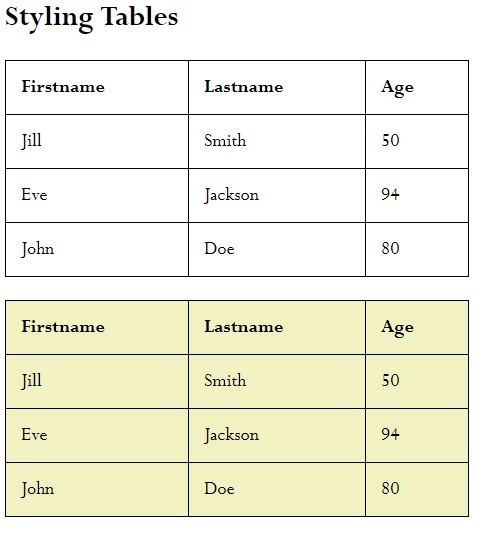 Styling Tables
Firstname Lastname Age
Jill Smith 50
Eve Jackson 94
John Doe 80
Firstname Lastname Age
Jill Smith 50
Eve Jackson 94
John Doe 80